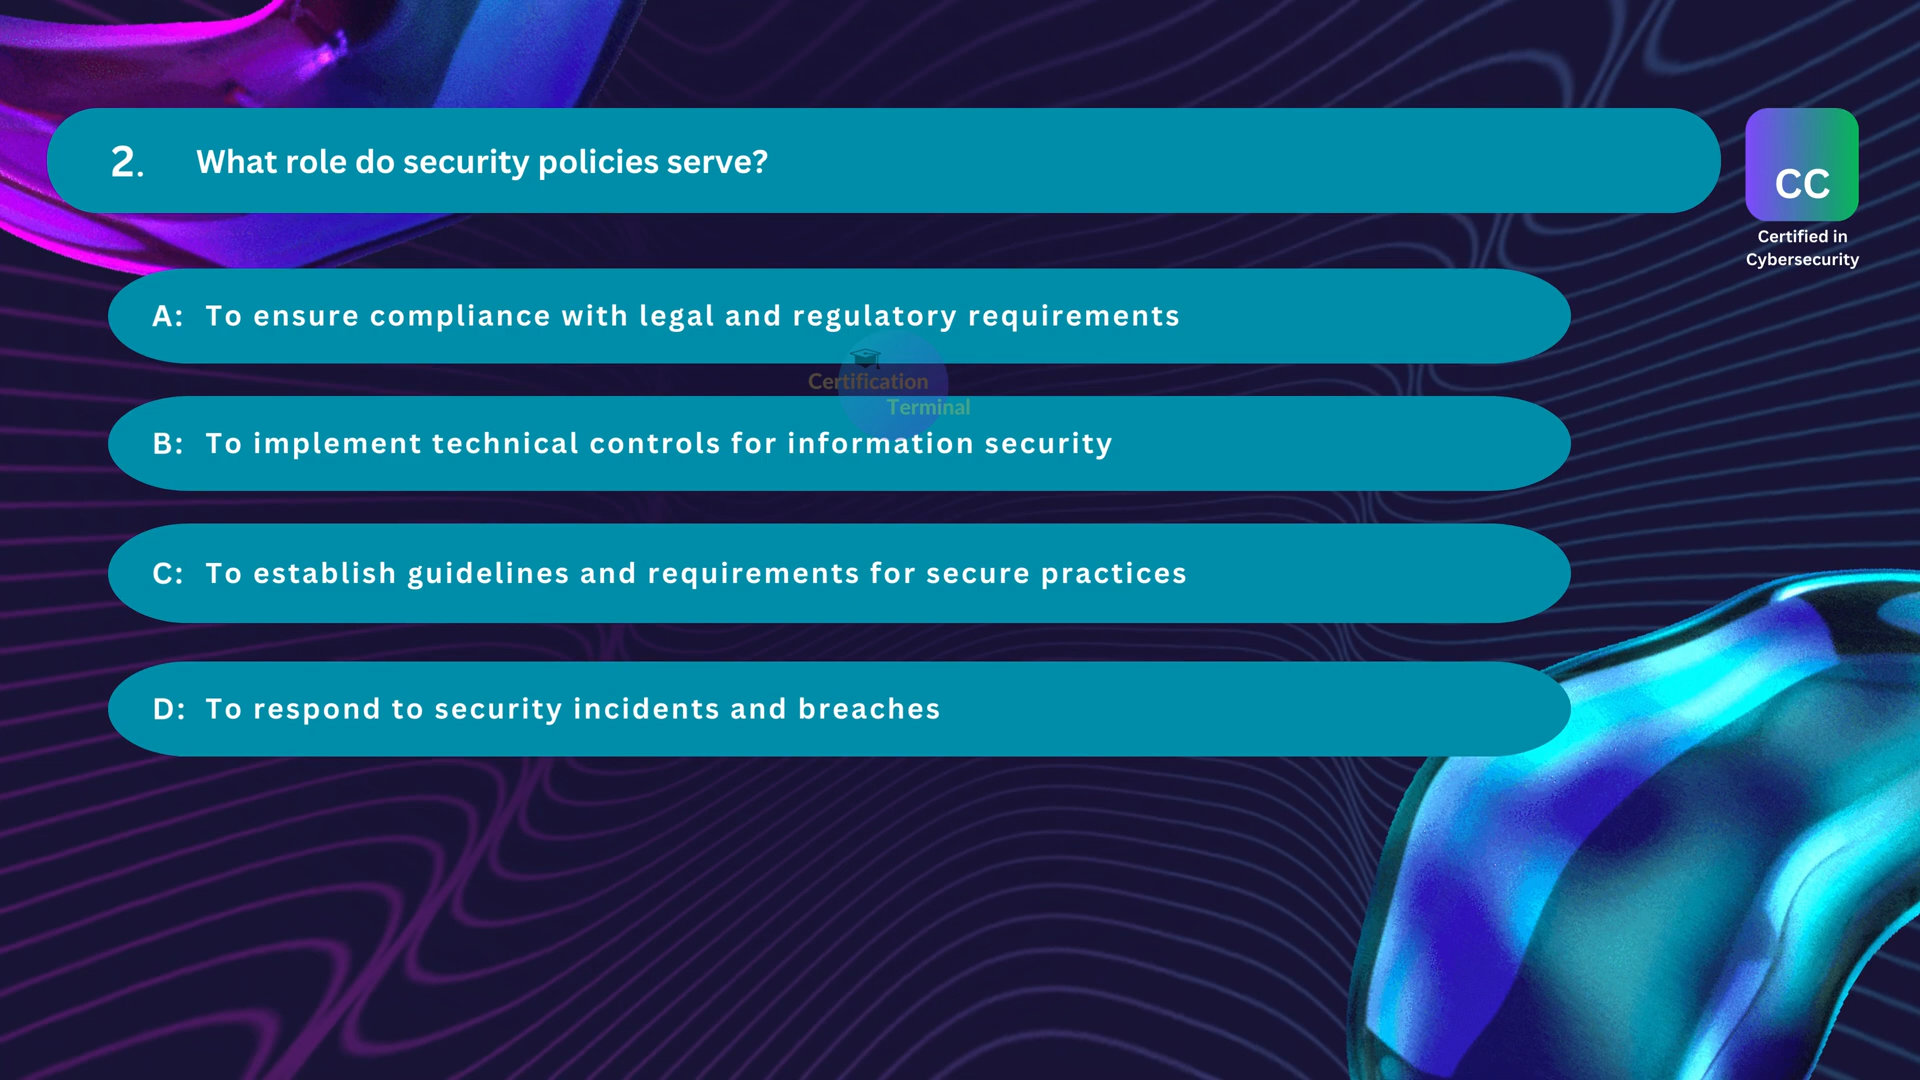 2. What role do security policies serve?
CC
Certified in
Cybersecurity
A: To ensure compliance with legal and regulatory requirements
Certification
Terminal
B: To implement technical controls for information security
C: To establish guidelines and requirements for secure practices
D: To respond to security incidents and breaches